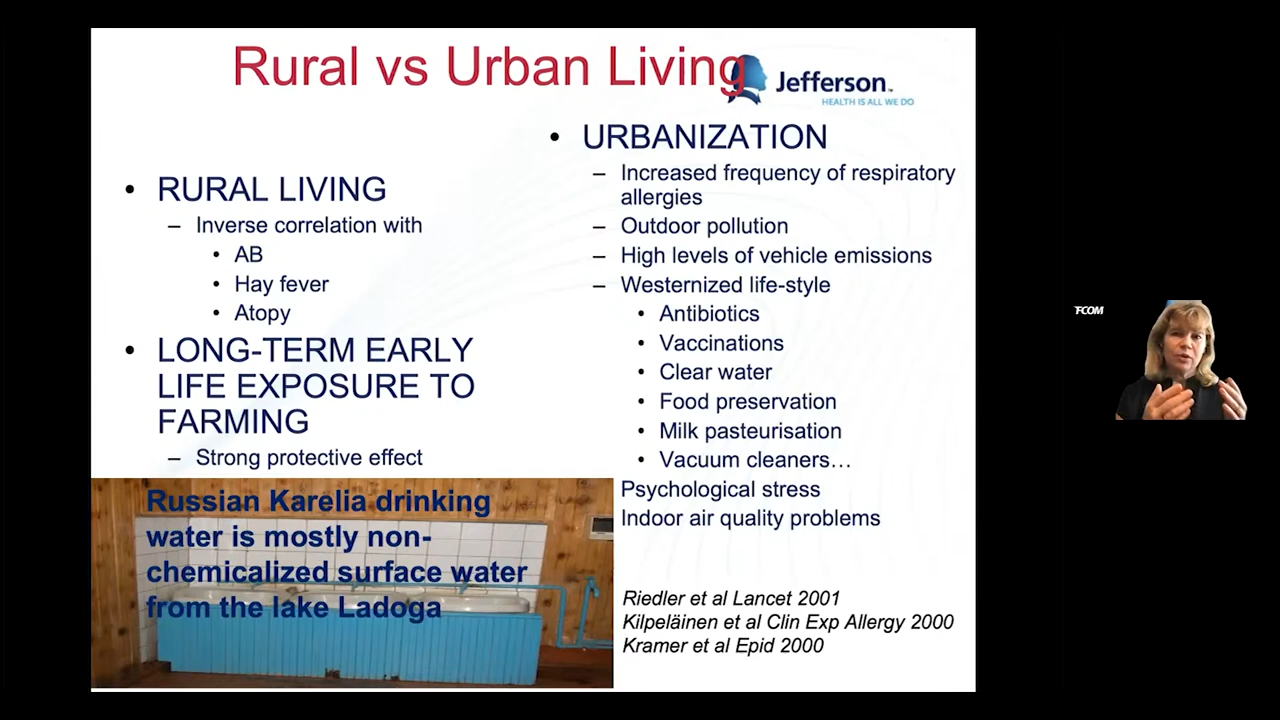 Rural vs Urban Living
Jefferson™
HEALTH IS ALL WE DO
• RURAL LIVING
– Inverse correlation with
• AB
• Hay fever
• Atopy
• LONG-TERM EARLY
LIFE EXPOSURE TO
FARMING
– Strong protective effect
Russian Karelia drinking
water is mostly non-
chemicalized surface water
from the lake Ladoga
• URBANIZATION
– Increased frequency of respiratory
allergies
– Outdoor pollution
– High levels of vehicle emissions
– Westernized life-style
• Antibiotics
• Vaccinations
• Clear water
• Food preservation
• Milk pasteurisation
• Vacuum cleaners…
Psychological stress
Indoor air quality problems
Riedler et al Lancet 2001
Kilpeläinen et al Clin Exp Allergy 2000
Kramer et al Epid 2000
TFCOM